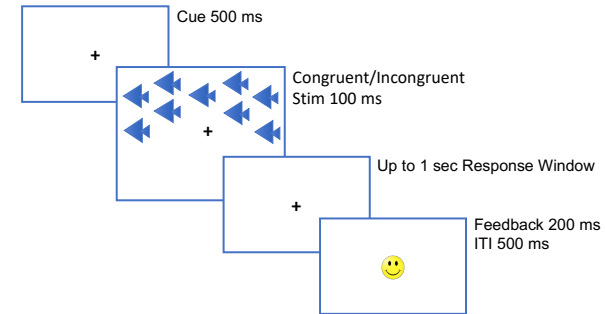 Cue 500 ms
+
Congruent/Incongruent
Stim 100 ms
+
Up to 1 sec Response Window
+
Feedback 200 ms
ITI 500 ms